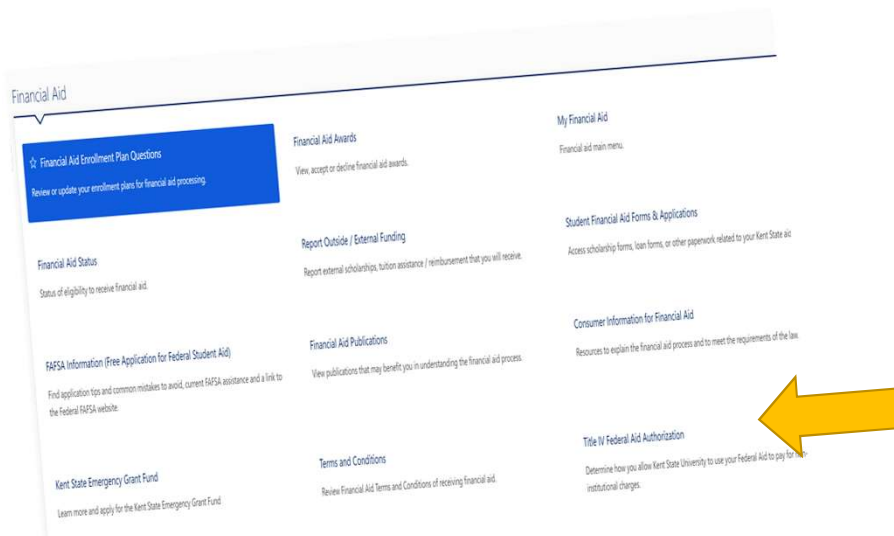 Financial Aid
☆ Financial Aid Enrollment Plan Questions
Review or update your enrollment plans for financial aid processing.
Financial Aid Awards
View, accept or decline financial aid awards.
My Financial Aid
Financial aid main menu.
Financial Aid Status
Status of eligibility to receive financial aid.
Report Outside / External Funding
Report external scholarships, tuition assistance / reimbursement that you will receive.
Student Financial Aid Forms & Applications
Access scholarship forms, loan forms, or other paperwork related to your Kent State aid
FAFSA Information (Free Application for Federal Student Aid)
Find application tips and common mistakes to avoid, current FAFSA assistance and a link to
the Federal FAFSA website.
Financial Aid Publications
View publications that may benefit you in understanding the financial aid process.
Consumer Information for Financial Aid
Resources to explain the financial aid process and to meet the requirements of the law.
Kent State Emergency Grant Fund
Learn more and apply for the Kent State Emergency Grant Fund
Terms and Conditions
Review Financial Aid Terms and Conditions of receiving financial aid.
Title IV Federal Aid Authorization
Determine how you allow Kent State University to use your Federal Aid to pay for non-
institutional charges.